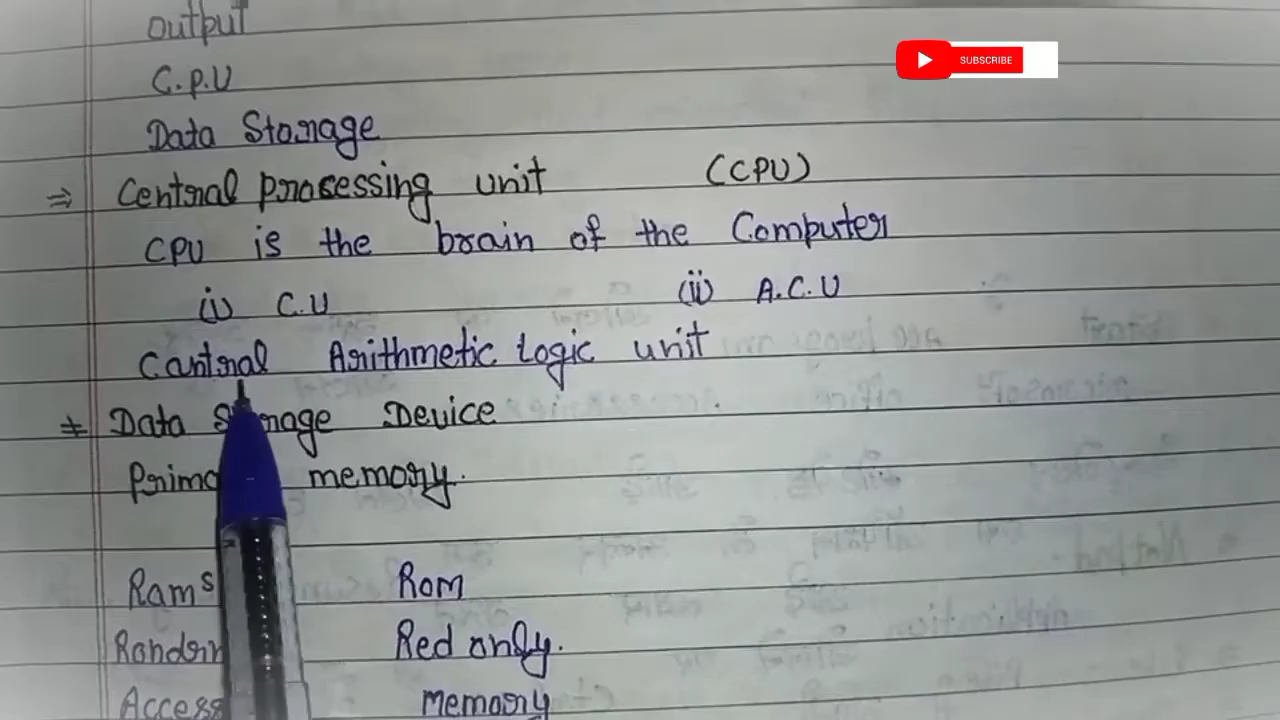 output
C.P.U
Data Storage
SUBSCRIBE
⇒ Central processing unit (CPU)
CPU is the brain of the Computer
(i) C.U (ii) A.C.U
Cantral Arithmetic Logic unit
Data Device
memory.
Rom
Red only.
Access
memory